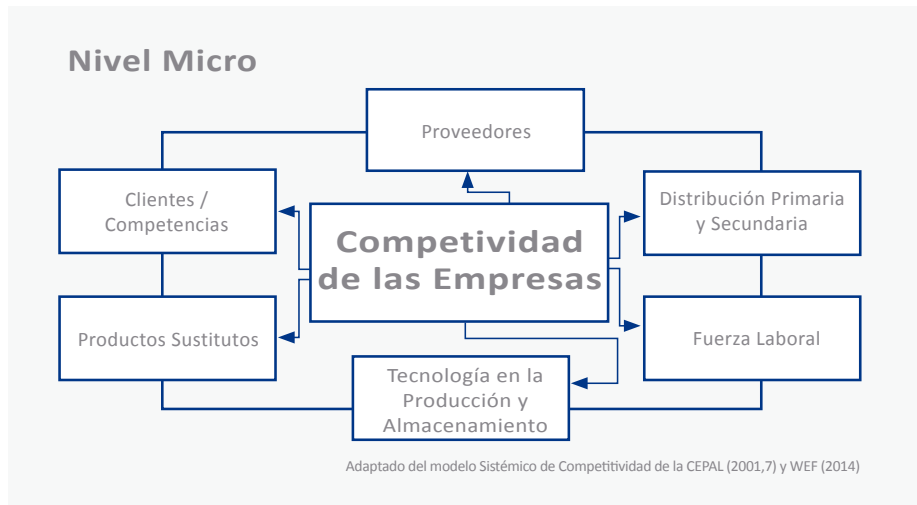 Nivel Micro
Proveedores
Clientes /
Competencias
Distribución Primaria
y Secundaria
Competividad
de las Empresas
Productos Sustitutos
Fuerza Laboral
Tecnología en la
Producción y
Almacenamiento
Adaptado del modelo Sistémico de Competitividad de la CEPAL (2001,7) y WEF (2014)